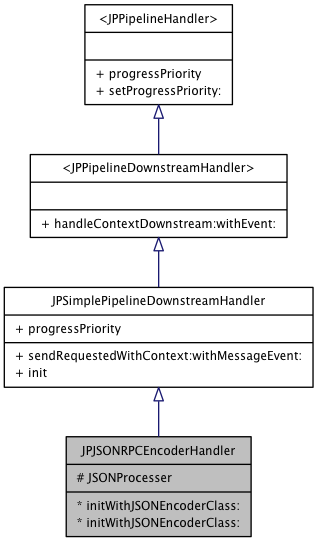 <JPPipelineHandler>
+ progressPriority
+ setProgressPriority:
<JPPipelineDownstreamHandler>
+ handleContextDownstream:withEvent:
JPSimplePipelineDownstreamHandler
+ progressPriority
+ sendRequestedWithContext:withMessageEvent:
+ init
JPJSONRPCEncoderHandler
# JSONProcesser
* initWithJSONEncoderClass:
* initWithJSONEncoderClass: